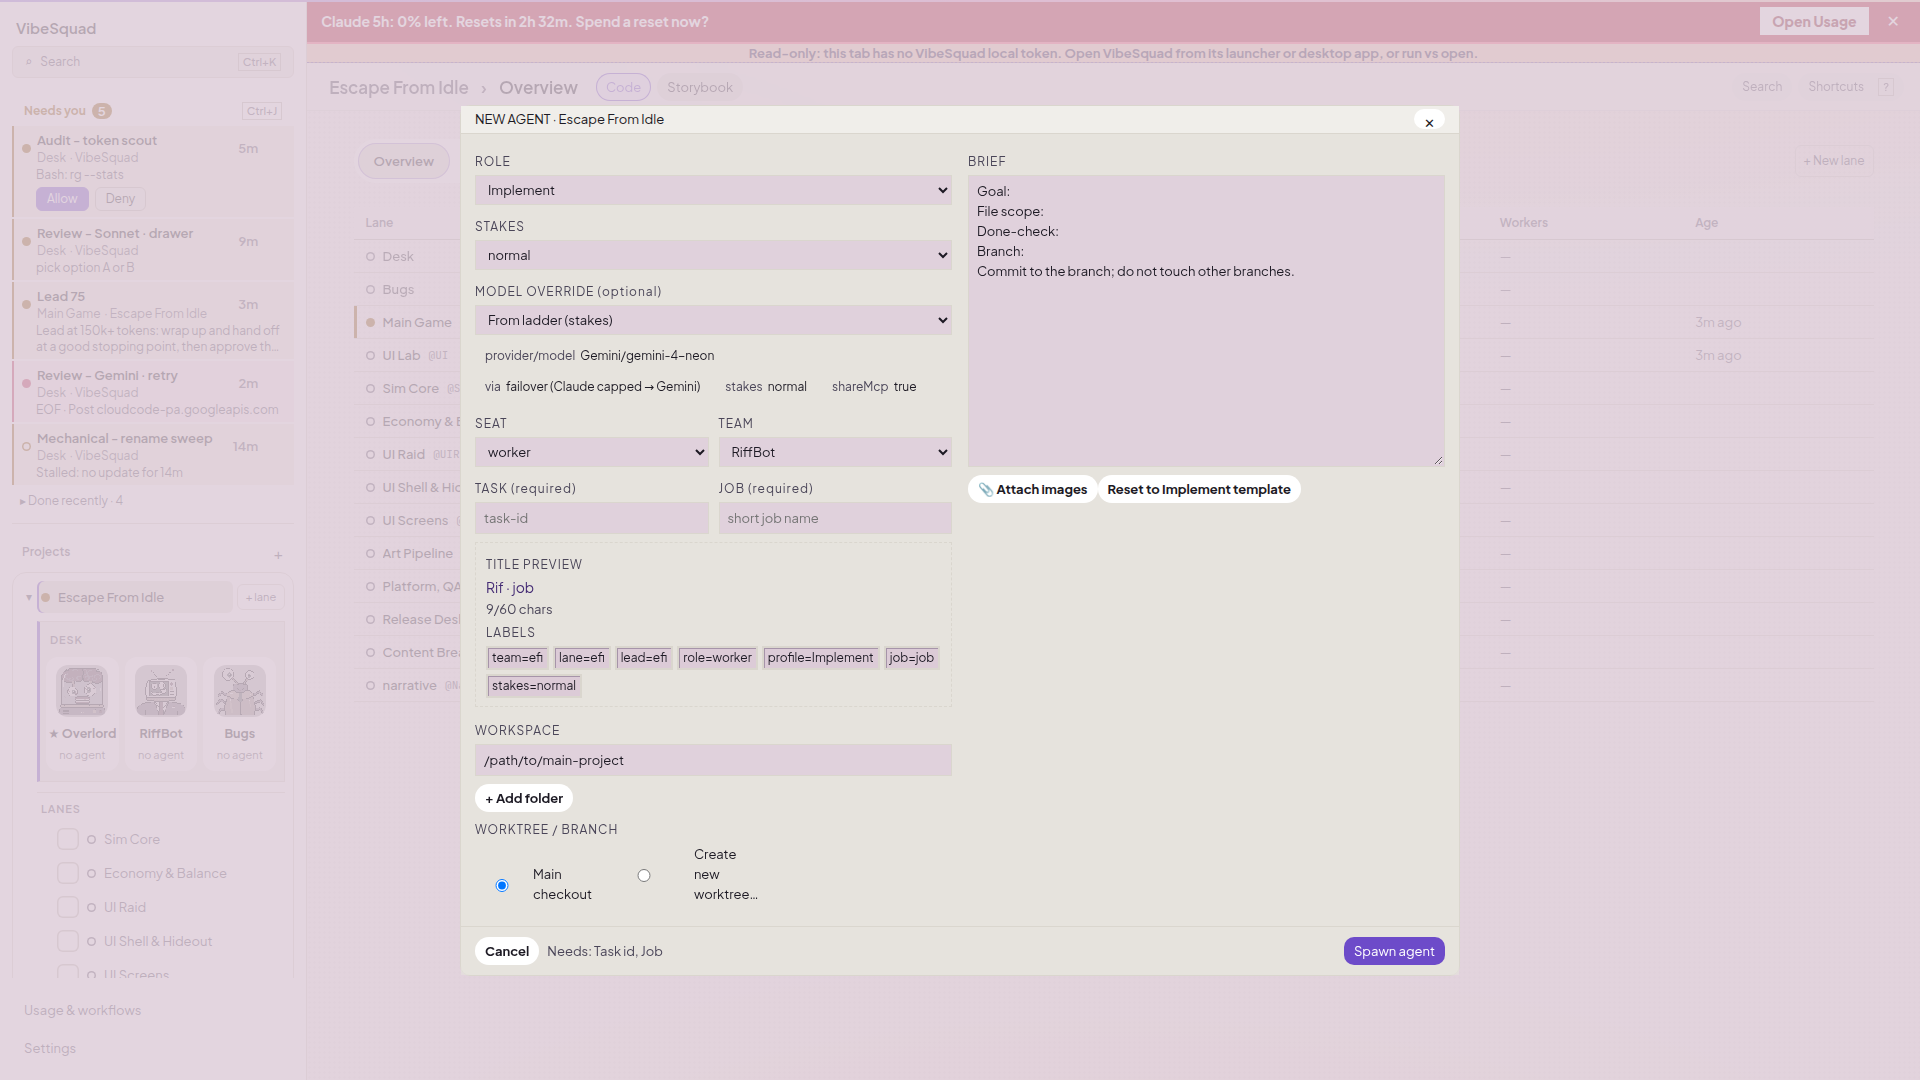 VibeSquad
Search
Ctrl+K
Needs you 5
Ctrl+J
Audit – token scout
5m
Desk · VibeSquad
Bash: rg --stats
Allow
Deny
Review – Sonnet · drawer
9m
Desk · VibeSquad
pick option A or B
Lead 75
3m
Main Game · Escape From Idle
Lead at 150k+ tokens: wrap up and hand off
at a good stopping point, then approve th...
Review – Gemini · retry
2m
Desk · VibeSquad
EOF · Post cloudcode-pa.googleapis.com
Mechanical – rename sweep
14m
Desk · VibeSquad
Stalled: no update for 14m
▸ Done recently · 4
Projects
+
▾ Escape From Idle
+ lane
DESK
★ Overlord
no agent
RiffBot
no agent
Bugs
no agent
LANES
Sim Core
Economy & Balance
UI Raid
UI Shell & Hideout
UI Screens
Usage & workflows
Settings
Claude 5h: 0% left. Resets in 2h 32m. Spend a reset now?
Open Usage
×
Read-only: this tab has no VibeSquad local token. Open VibeSquad from its launcher or desktop app, or run vs open.
Escape From Idle › Overview
Code
Storybook
Search
Shortcuts ?
Overview
+ New lane
Lane
Workers
Age
Desk
—
Bugs
—
Main Game
—
3m ago
UI Lab @UI
—
3m ago
Sim Core @S
—
Economy & B
—
UI Raid @UIR
—
UI Shell & Hid
—
UI Screens
—
Art Pipeline
—
Platform, QA
—
Release Desk
—
Content Brea
—
narrative @NA
—
NEW AGENT · Escape From Idle
×
ROLE
Implement
STAKES
normal
MODEL OVERRIDE (optional)
From ladder (stakes)
provider/model Gemini/gemini-4-neon
via failover (Claude capped → Gemini)
stakes normal
shareMcp true
SEAT
worker
TEAM
RiffBot
TASK (required)
task-id
JOB (required)
short job name
TITLE PREVIEW
Rif · job
9/60 chars
LABELS
team=efi lane=efi lead=efi role=worker profile=Implement job=job
stakes=normal
WORKSPACE
/path/to/main-project
+ Add folder
WORKTREE / BRANCH
Main
checkout
Create
new
worktree...
BRIEF
Goal:
File scope:
Done-check:
Branch:
Commit to the branch; do not touch other branches.
📎 Attach images
Reset to Implement template
Cancel
Needs: Task id, Job
Spawn agent